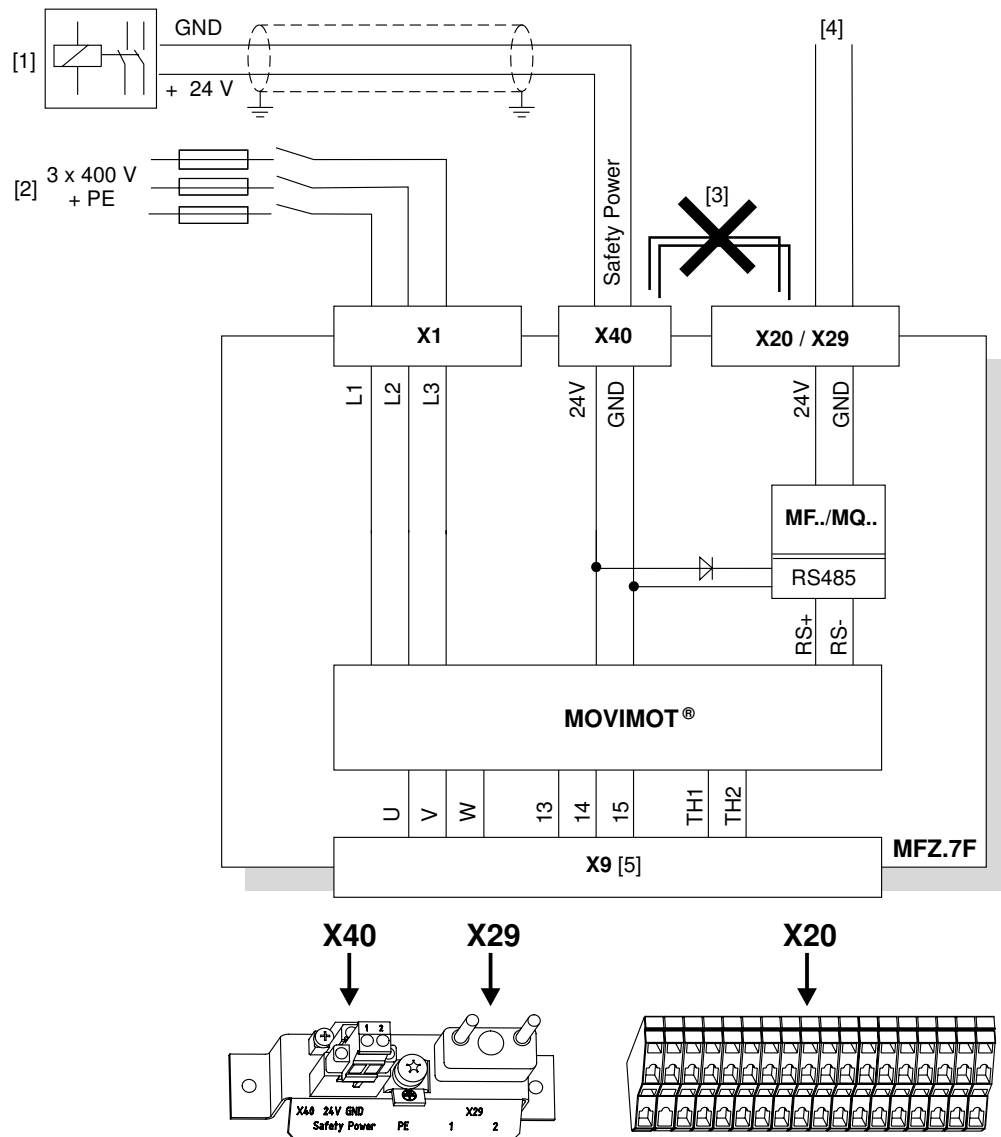 GND
[1]
+ 24 V
[4]
[2]
3 x 400 V
+ PE
Safety Power
[3]
X1
X40
X20 / X29
L1
L2
L3
24V
GND
24V
GND
MF../MQ..
RS485
RS+
RS-
MOVIMOT ®
U
V
W
13
14
15
TH1
TH2
MFZ.7F
X9 [5]
X40
X29
X20
1 2
X40 24V GND
X29
Safety Power
PE
1
2